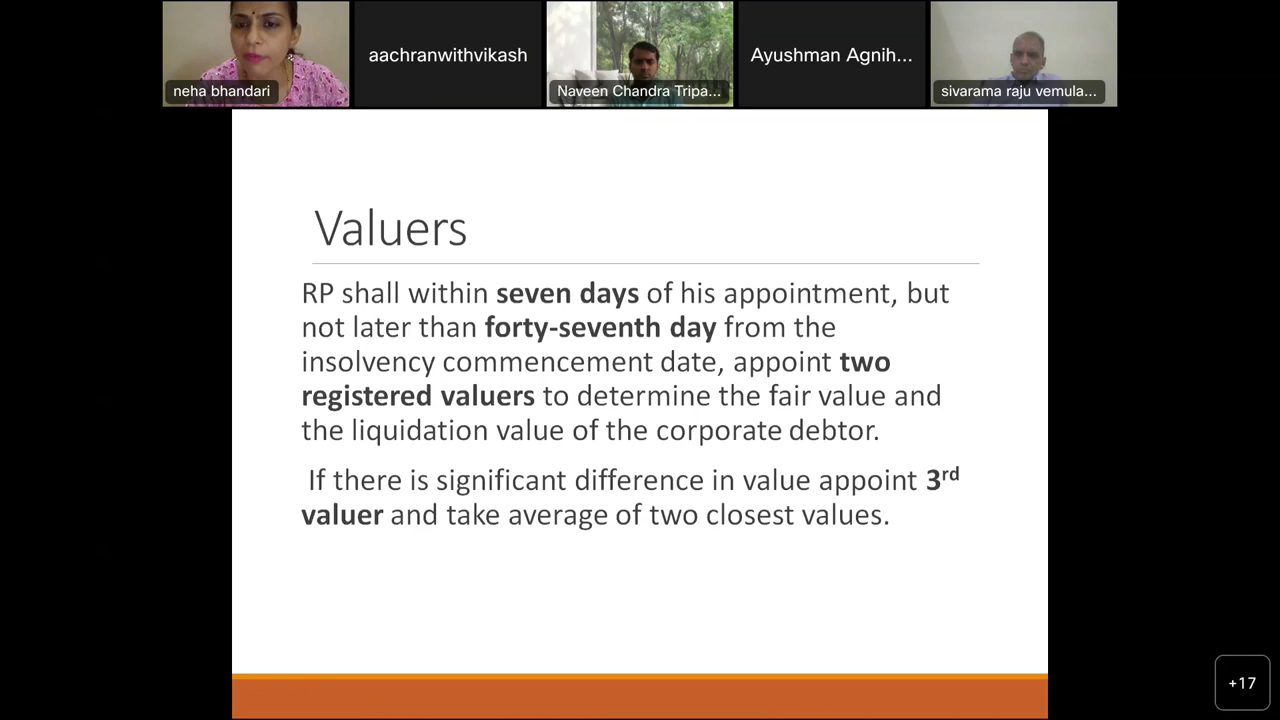 neha bhandari
aachranwithvikash
Naveen Chandra Tripa...
Ayushman Agnih...
sivarama raju vemula...
Valuers
RP shall within seven days of his appointment, but
not later than forty-seventh day from the
insolvency commencement date, appoint two
registered valuers to determine the fair value and
the liquidation value of the corporate debtor.
If there is significant difference in value appoint 3rd
valuer and take average of two closest values.
+17